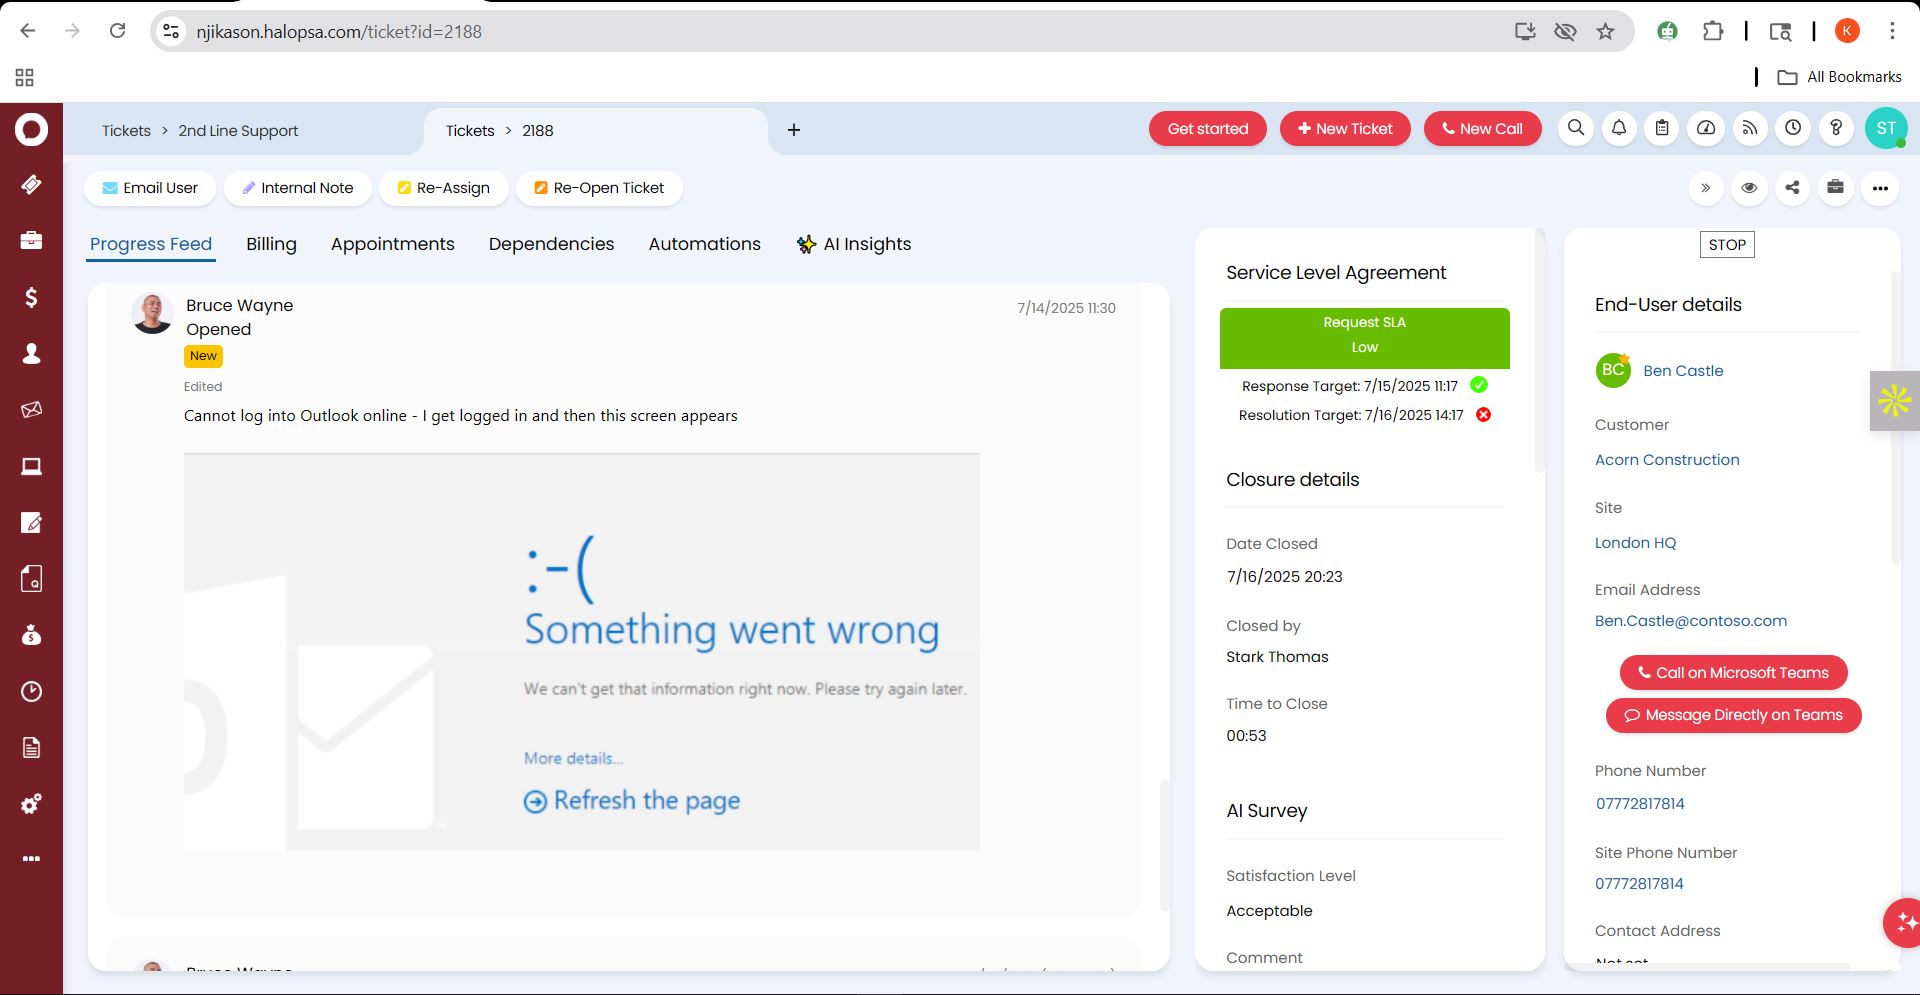 njikason.halopsa.com/ticket?id=2188
K
All Bookmarks
Tickets > 2nd Line Support
Tickets > 2188
Get started
New Ticket
New Call
ST
Email User
Internal Note
Re-Assign
Re-Open Ticket
Progress Feed
Billing
Appointments
Dependencies
Automations
AI Insights
Bruce Wayne
7/14/2025 11:30
Opened
New
Edited
Cannot log into Outlook online - I get logged in and then this screen appears
:-(
Something went wrong
We can't get that information right now. Please try again later.
More details...
Refresh the page
TM
Bruce Wayne
Service Level Agreement
Request SLA
Low
Response Target: 7/15/2025 11:17
Resolution Target: 7/16/2025 14:17
Closure details
Date Closed
7/16/2025 20:23
Closed by
Stark Thomas
Time to Close
00:53
AI Survey
Satisfaction Level
Acceptable
Comment
STOP
End-User details
BC
Ben Castle
Customer
Acorn Construction
Site
London HQ
Email Address
Ben.Castle@contoso.com
Call on Microsoft Teams
Message Directly on Teams
Phone Number
07772817814
Site Phone Number
07772817814
Contact Address
Not set